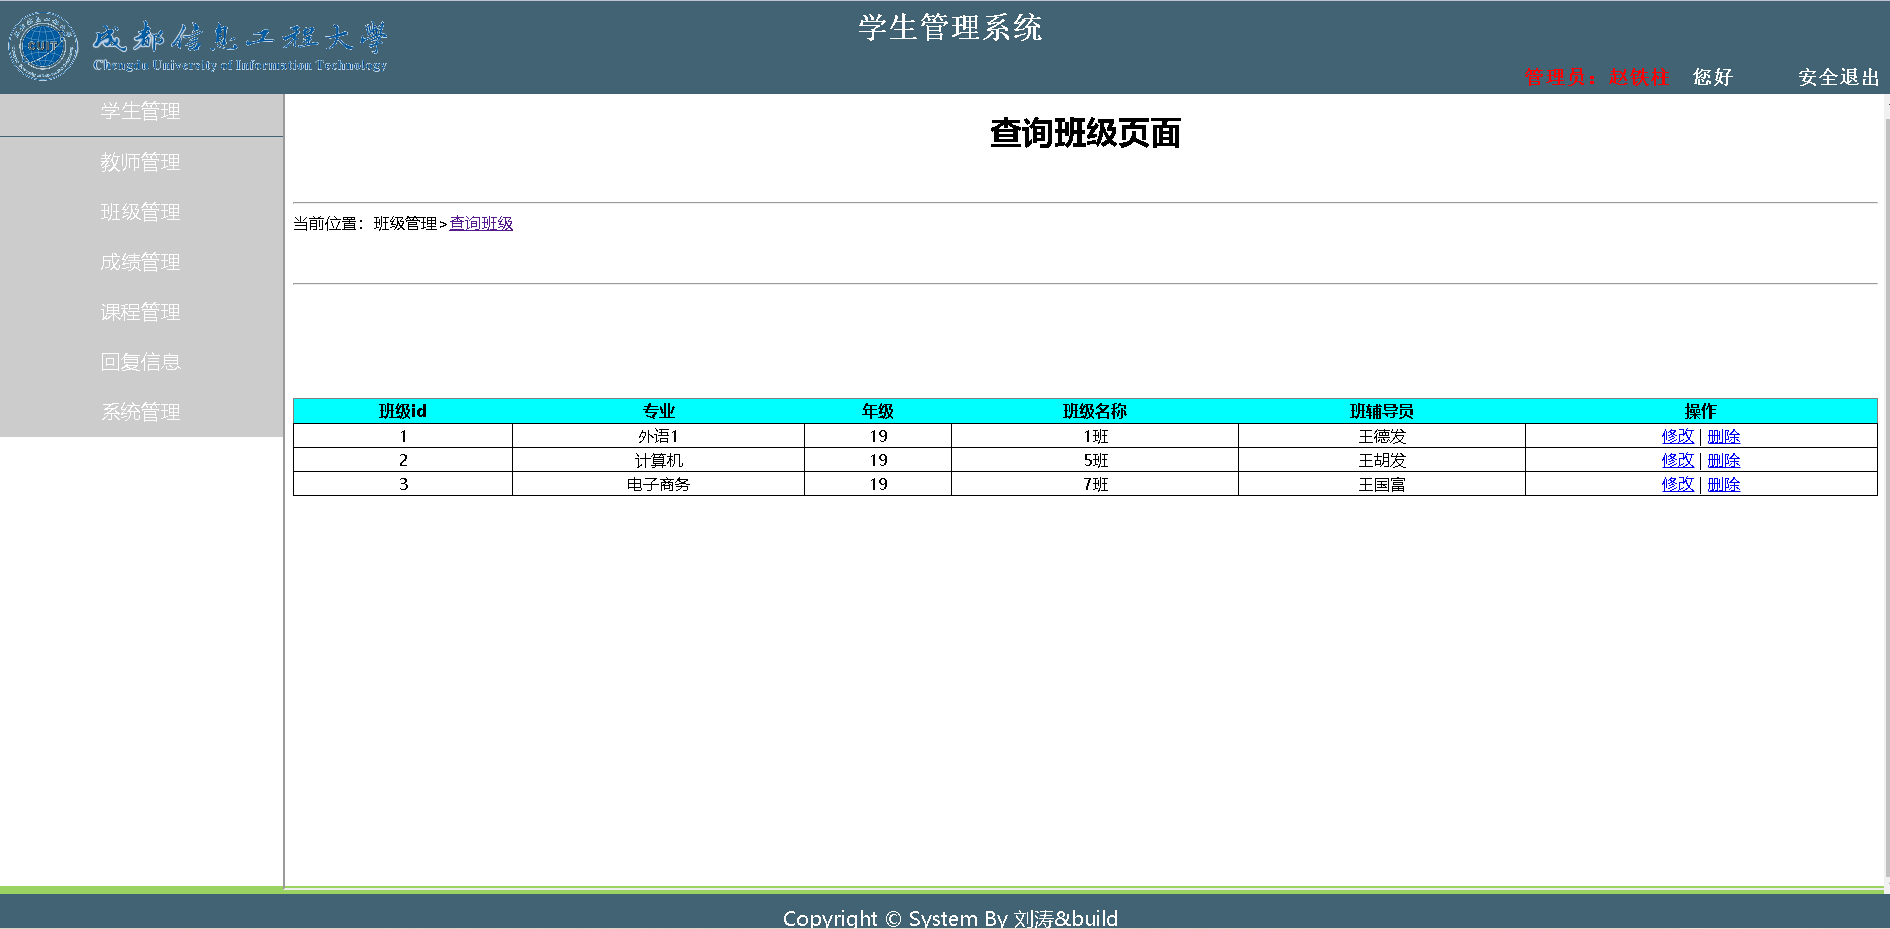 成都信息工程大學
Chengdu University of Information Technology
学生管理系统
管理员：赵铁柱 您好 安全退出
学生管理
教师管理
班级管理
成绩管理
课程管理
回复信息
系统管理
查询班级页面
当前位置：班级管理>查询班级
班级id 专业 年级 班级名称 班辅导员 操作
1 外语1 19 1班 王德发 修改 | 删除
2 计算机 19 5班 王胡发 修改 | 删除
3 电子商务 19 7班 王国富 修改 | 删除
Copyright © System By 刘涛&build